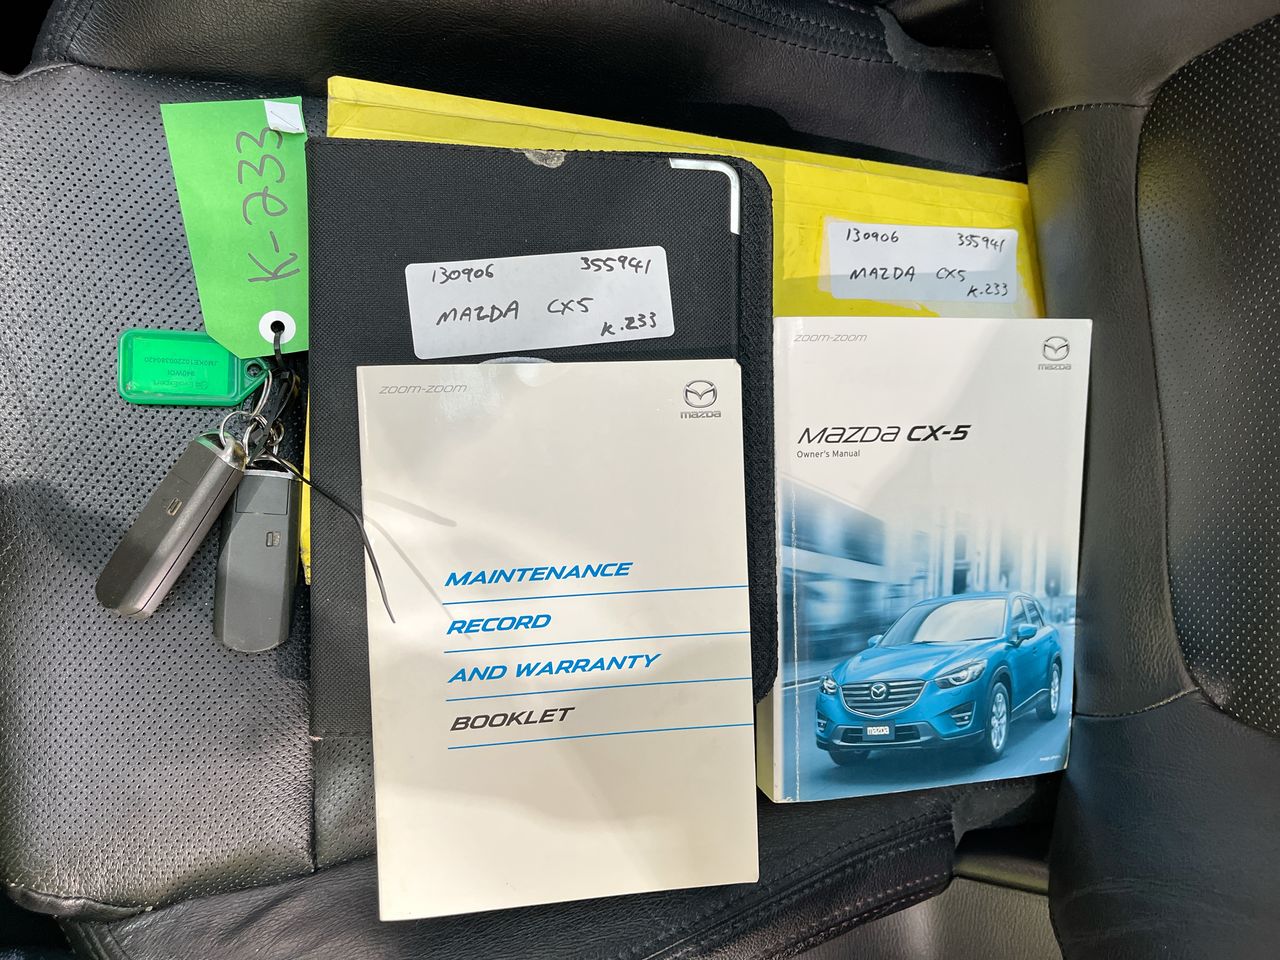 K-233
130906 355941
MAZDA CX5
K.233
130906 355941
MAZDA CX5
K.233
zoom-zoom
mazda
MAINTENANCE
RECORD
AND WARRANTY
BOOKLET
zoom-zoom
mazda
mazda CX-5
Owner's Manual
mazda